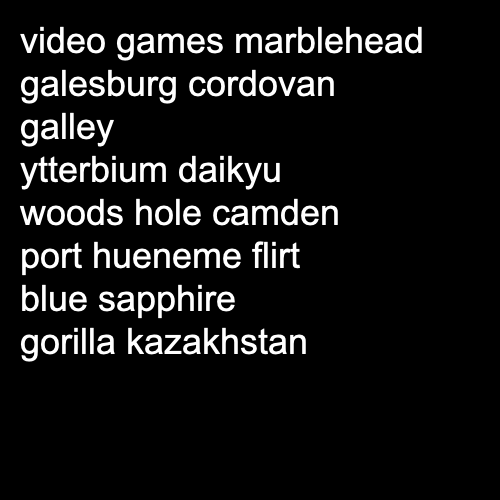 video games marblehead
galesburg cordovan
galley
ytterbium daikyu
woods hole camden
port hueneme flirt
blue sapphire
gorilla kazakhstan